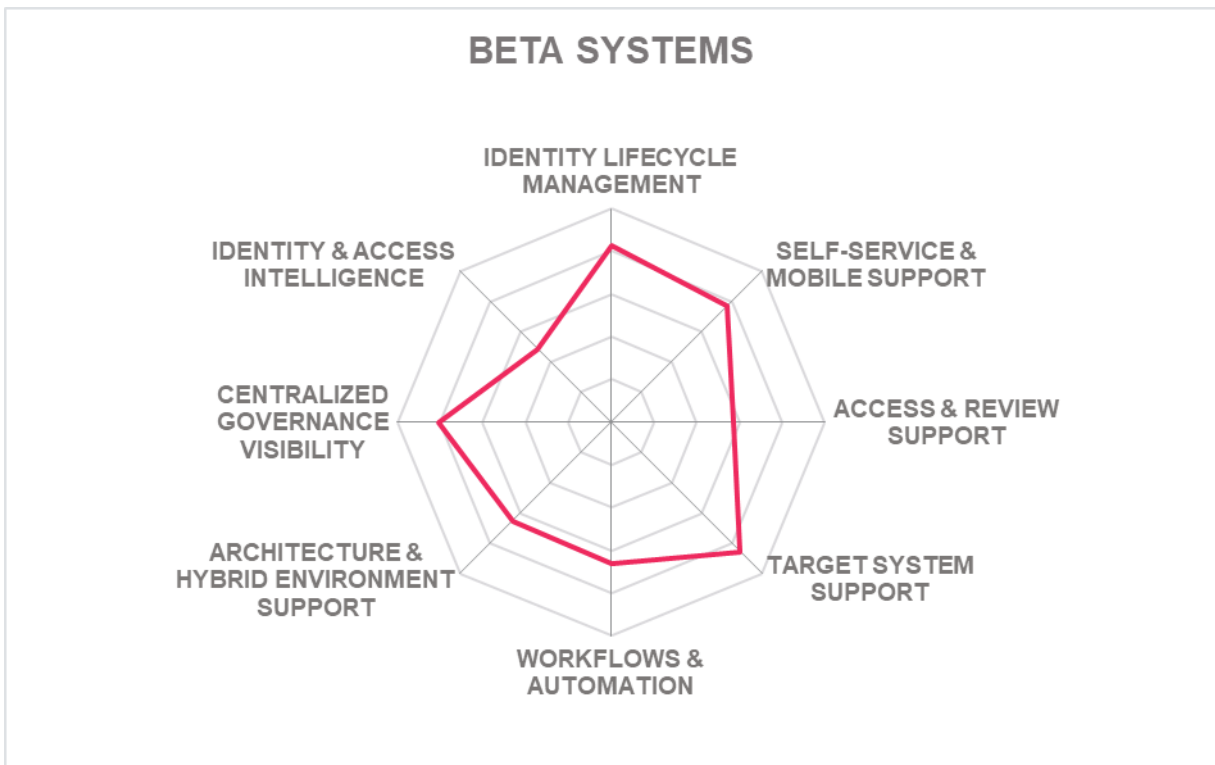 BETA SYSTEMS
IDENTITY LIFECYCLE
MANAGEMENT
SELF-SERVICE &
MOBILE SUPPORT
ACCESS & REVIEW
SUPPORT
TARGET SYSTEM
SUPPORT
WORKFLOWS &
AUTOMATION
ARCHITECTURE &
HYBRID ENVIRONMENT
SUPPORT
CENTRALIZED
GOVERNANCE
VISIBILITY
IDENTITY & ACCESS
INTELLIGENCE